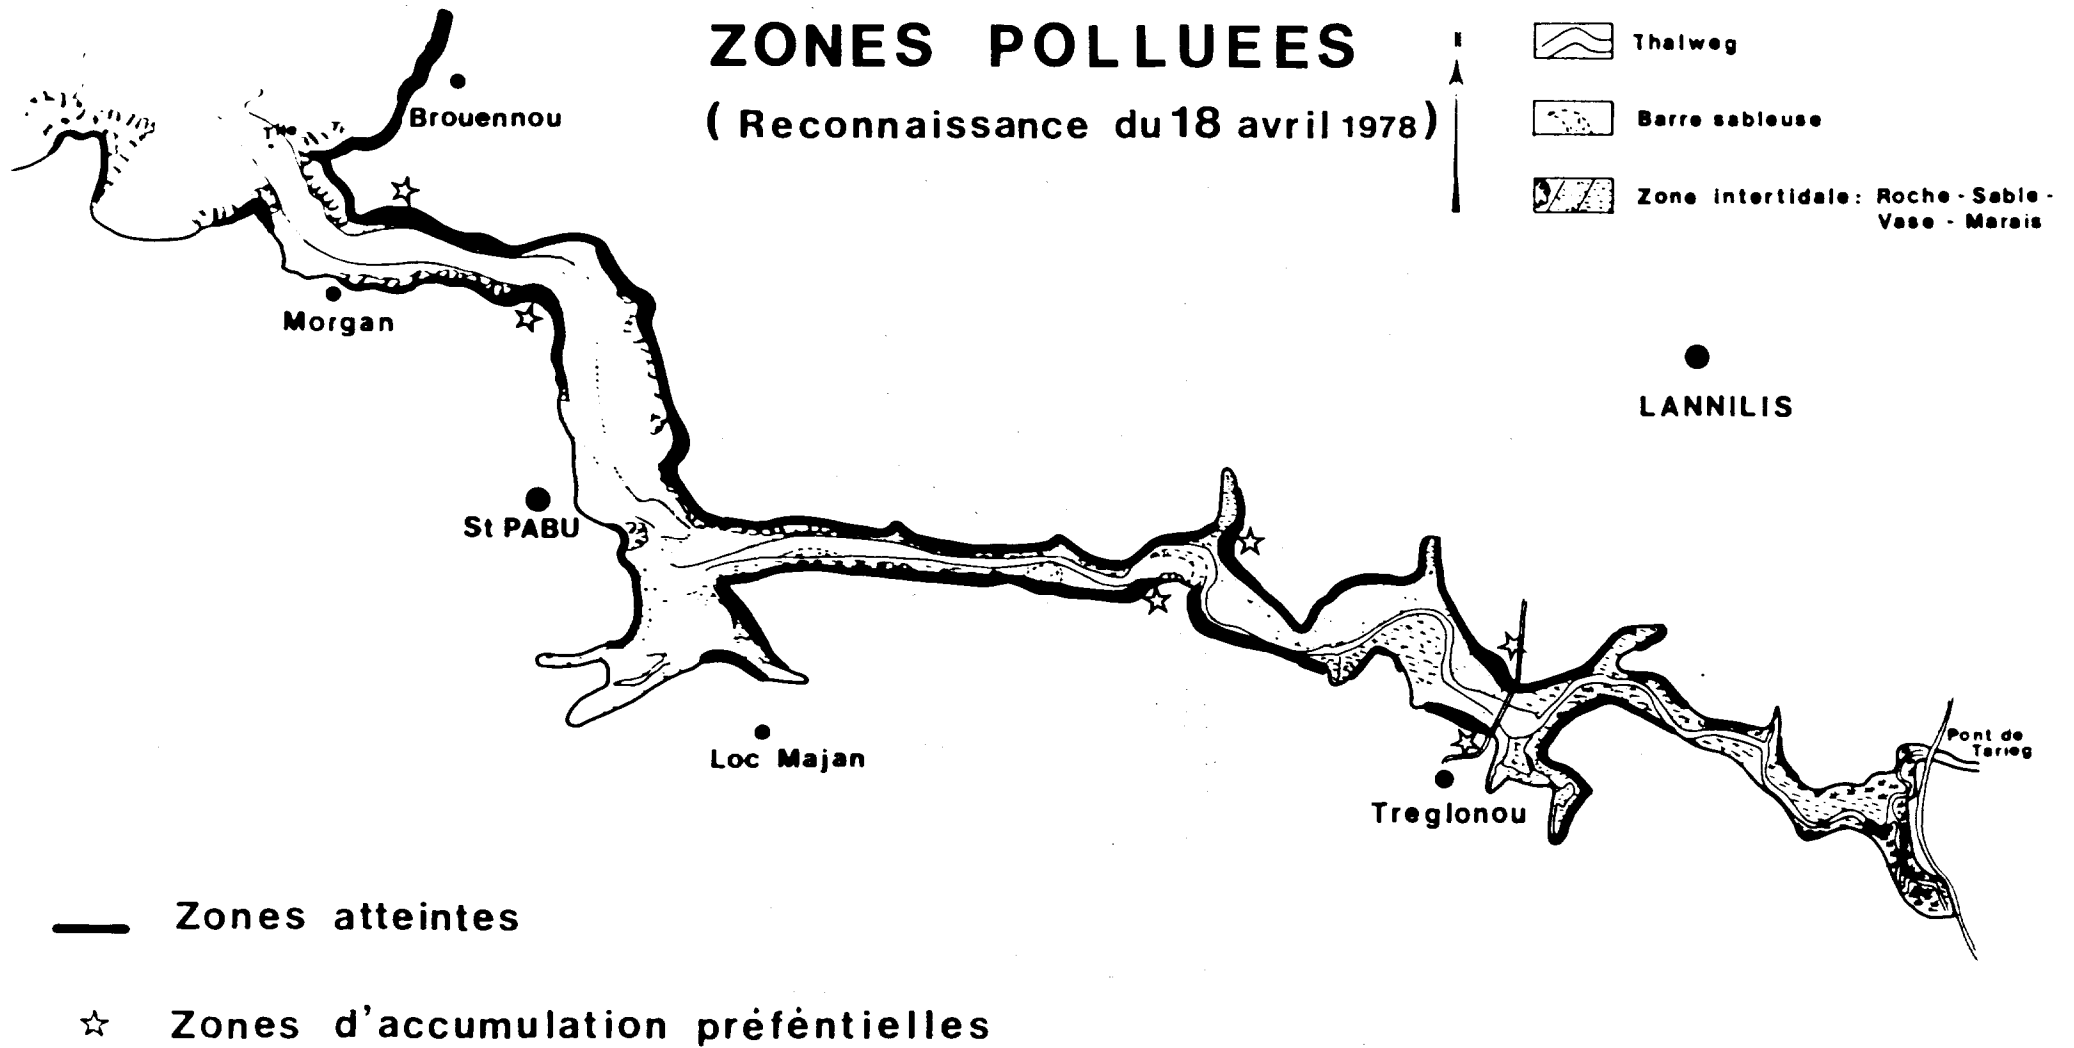 ZONES POLLUEES
( Reconnaissance du 18 avril 1978 )
N
Thalweg
Barre sableuse
Zone intertidale : Roche - Sable -
Vase - Marais
Brouennou
Morgan
LANNILIS
St PABU
Loc Majan
Treglonou
Pont de
Tarieg
Zones atteintes
Zones d'accumulation préféntielles